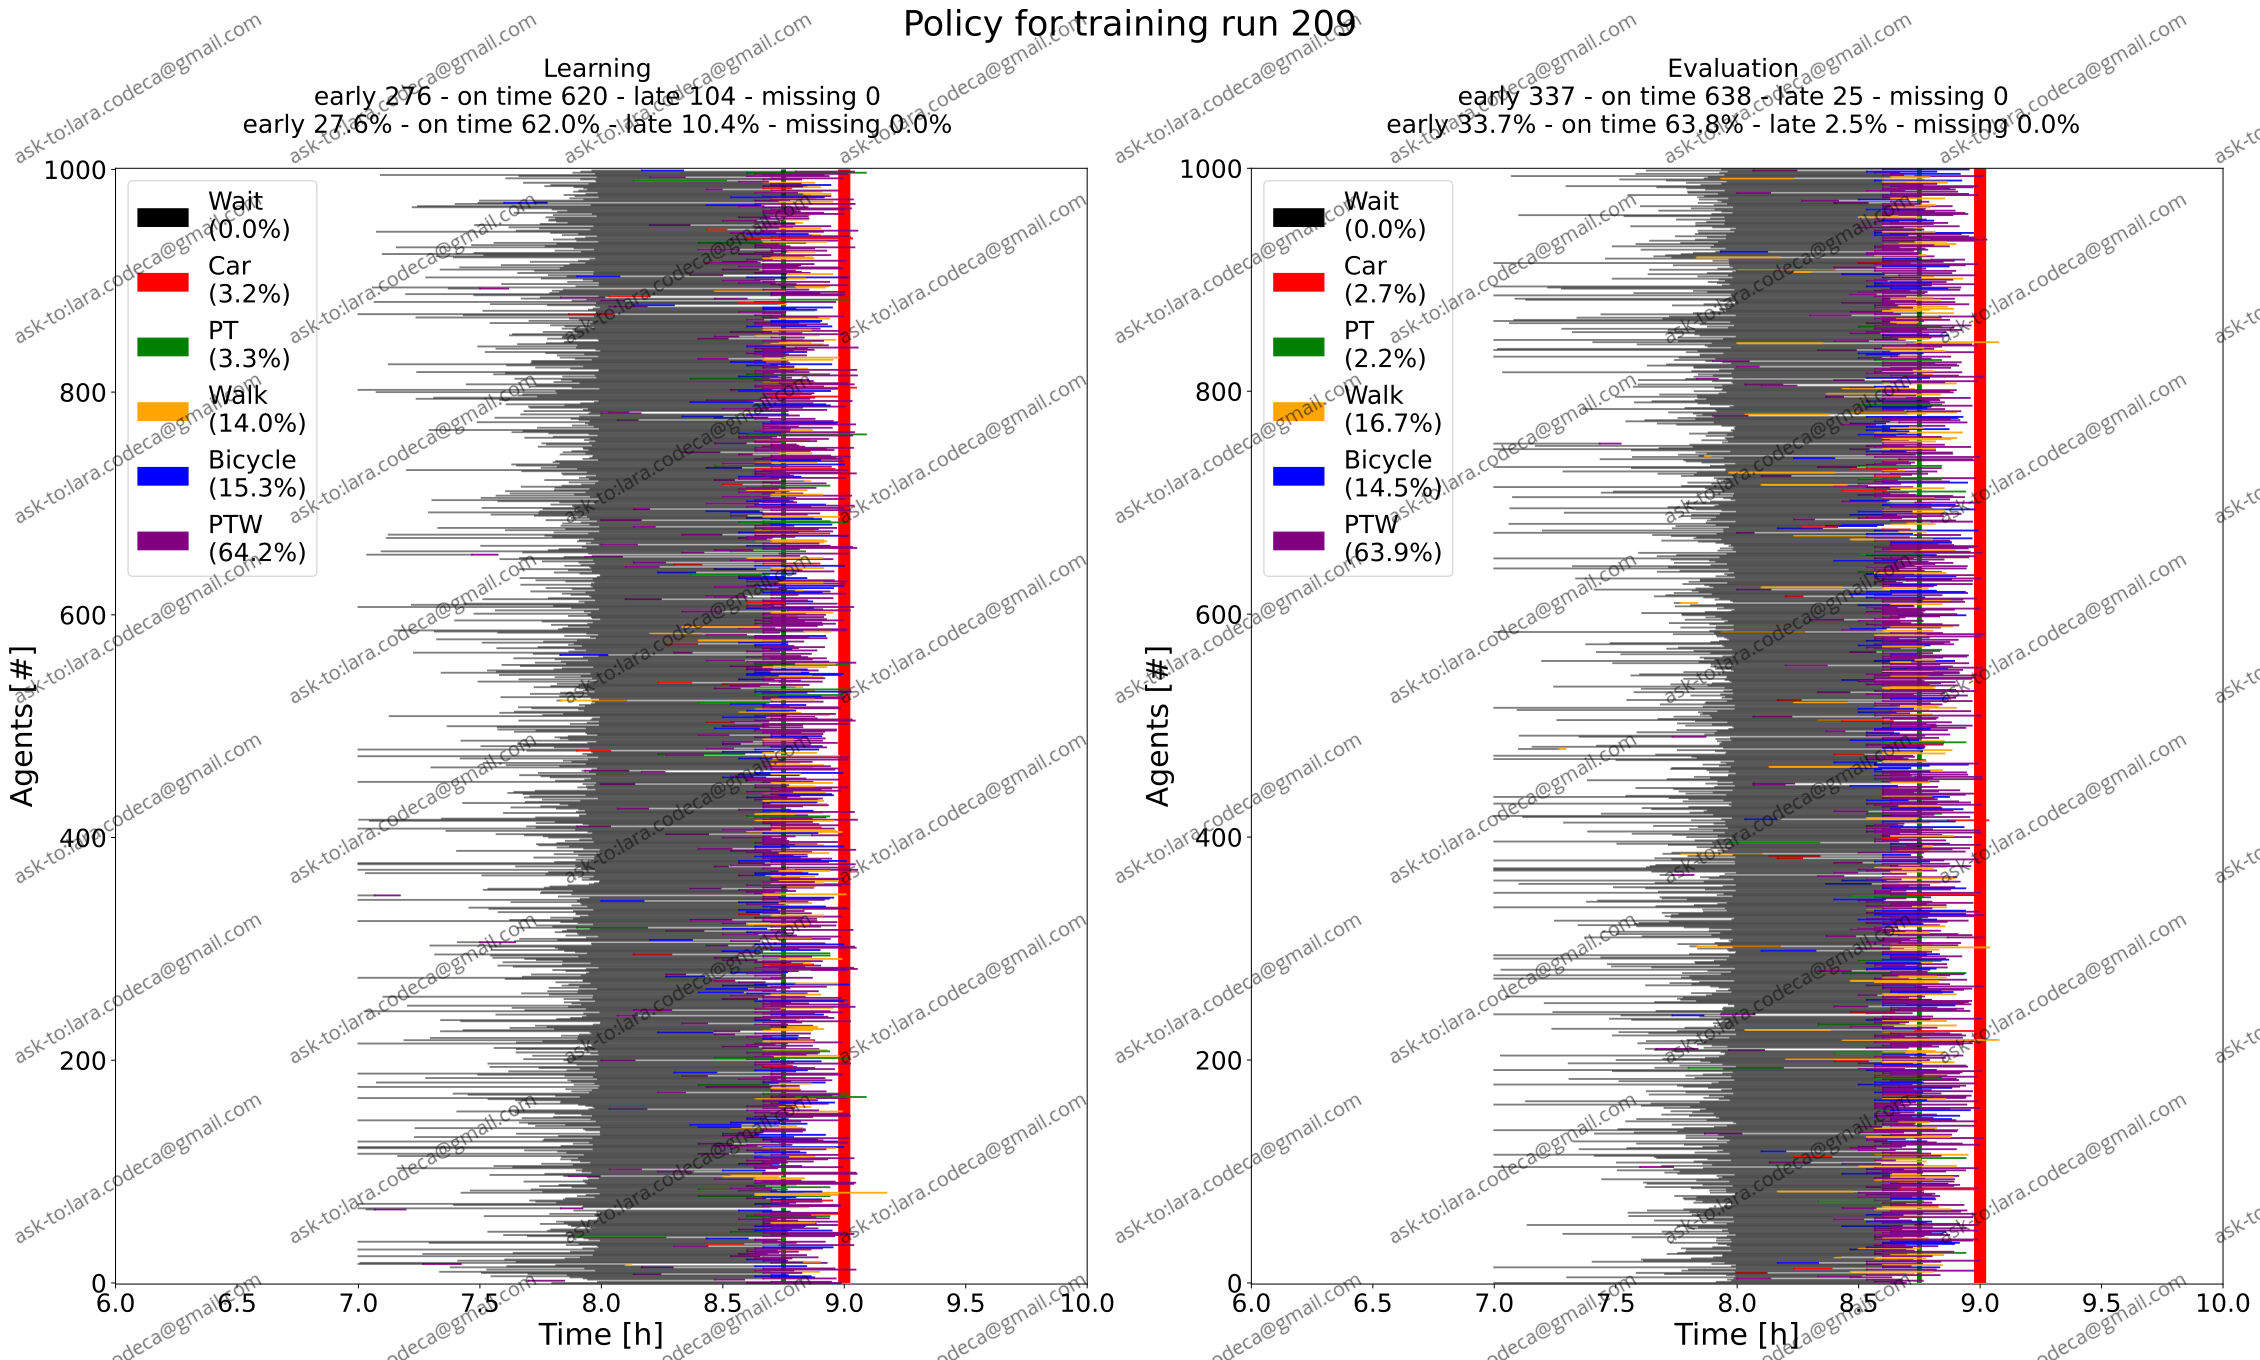 Policy for training run 209
Learning
early 276 - on time 620 - late 104 - missing 0
early 27.6% - on time 62.0% - late 10.4% - missing 0.0%
Agents [#]
1000
800
600
400
200
0
Wait
(0.0%)
Car
(3.2%)
PT
(3.3%)
Walk
(14.0%)
Bicycle
(15.3%)
PTW
(64.2%)
6.0 6.5 7.0 7.5 8.0 8.5 9.0 9.5 10.0
Time [h]
Evaluation
early 337 - on time 638 - late 25 - missing 0
early 33.7% - on time 63.8% - late 2.5% - missing 0.0%
Agents [#]
1000
800
600
400
200
0
Wait
(0.0%)
Car
(2.7%)
PT
(2.2%)
Walk
(16.7%)
Bicycle
(14.5%)
PTW
(63.9%)
6.0 6.5 7.0 7.5 8.0 8.5 9.0 9.5 10.0
Time [h]
ask-to:lara.codeca@gmail.com